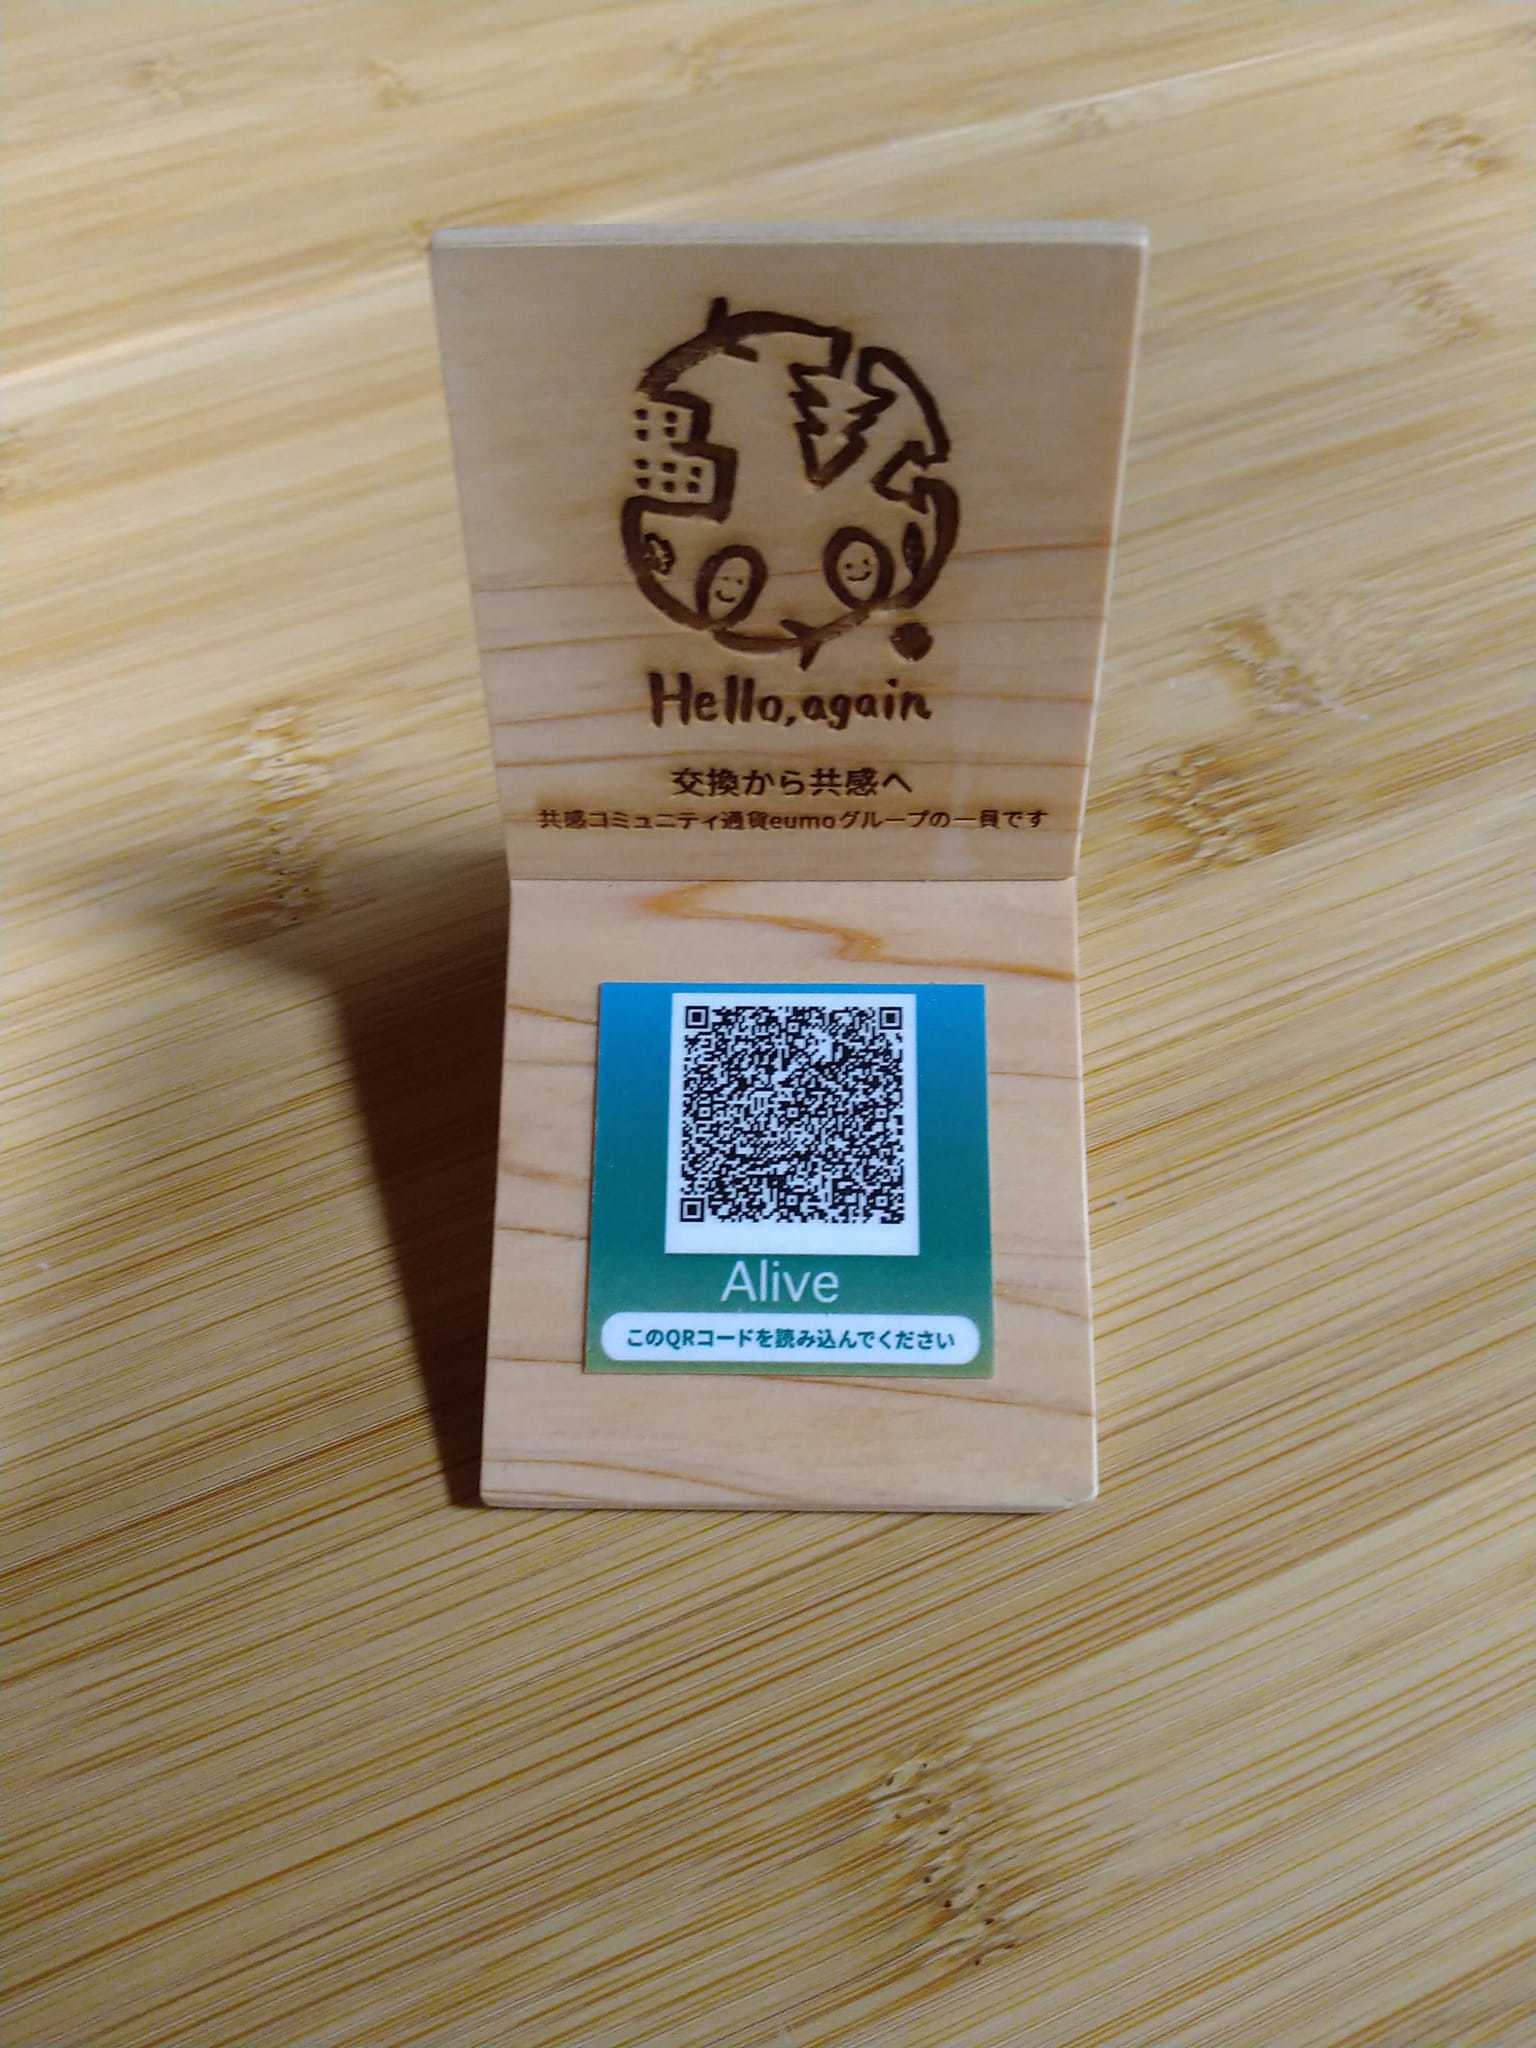 Hello, again
交換から共感へ
共感コミュニティ通貨eumoグループの一員です
Alive
このQRコードを読み込んでください